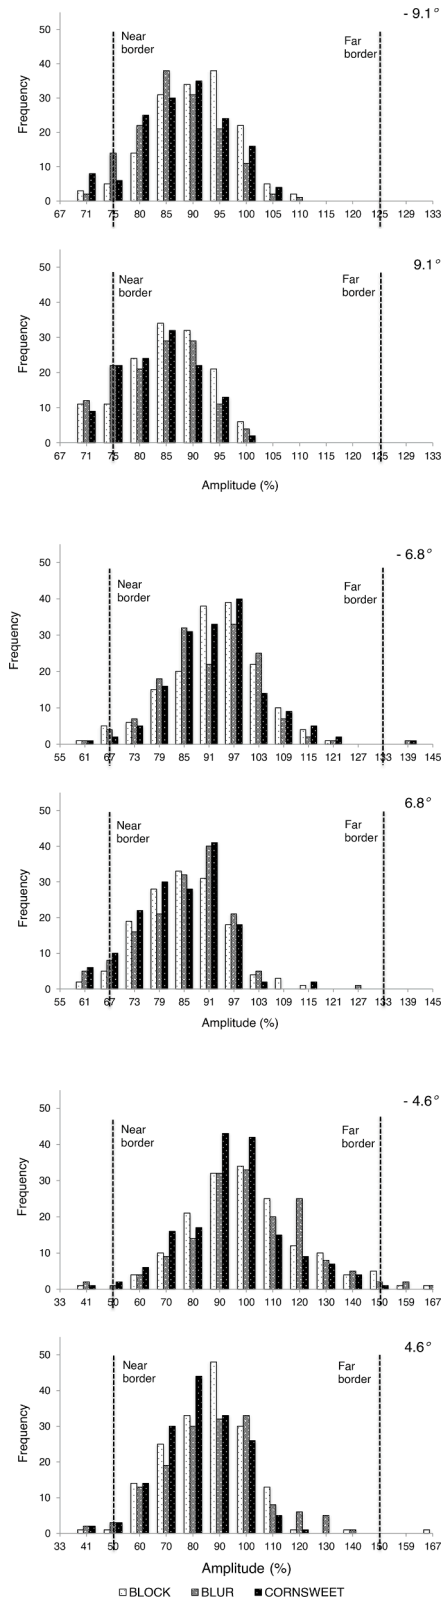 - 9.1°
50
Near border
Far border
40
30
Frequency
20
10
0
67 71 75 80 85 90 95 100 105 110 115 120 125 129 133
9.1°
50
Near border
Far border
40
30
Frequency
20
10
0
67 71 75 80 85 90 95 100 105 110 115 120 125 129 133
Amplitude (%)
- 6.8°
50
Near border
Far border
40
30
Frequency
20
10
0
55 61 67 73 79 85 91 97 103 109 115 121 127 133 139 145
6.8°
50
Near border
Far border
40
30
Frequency
20
10
0
55 61 67 73 79 85 91 97 103 109 115 121 127 133 139 145
Amplitude (%)
- 4.6°
50
Near border
Far border
40
30
Frequency
20
10
0
33 41 50 60 70 80 90 100 110 120 130 140 150 159 167
4.6°
50
Near border
Far border
40
30
Frequency
20
10
0
33 41 50 60 70 80 90 100 110 120 130 140 150 159 167
Amplitude (%)
BLOCK BLUR CORNSWEET